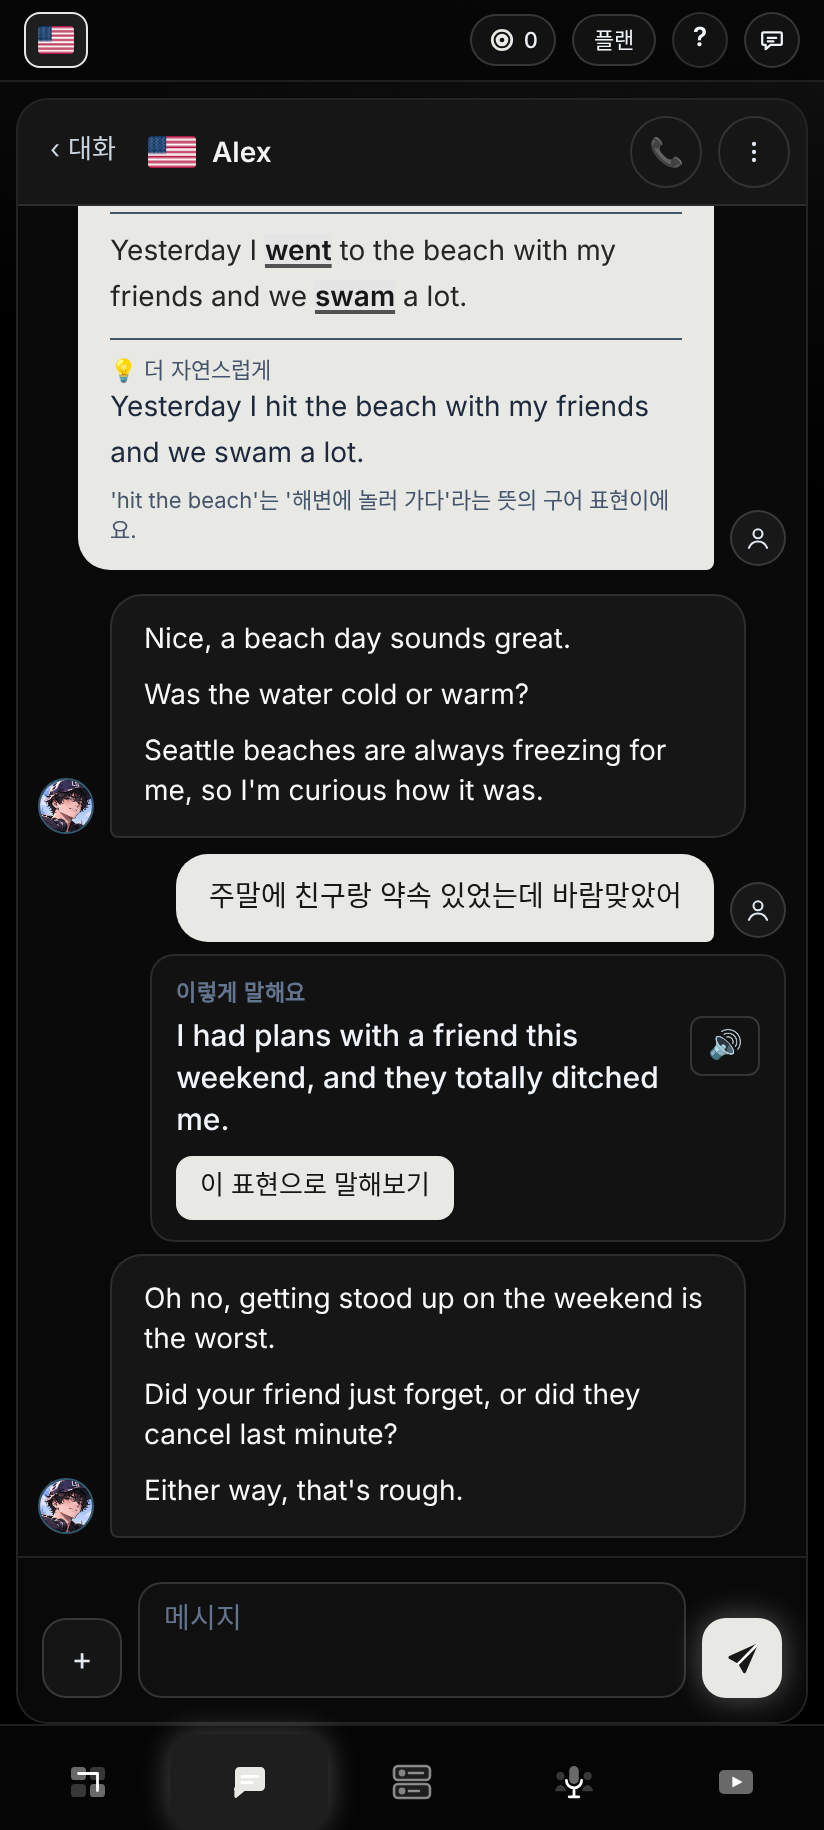 0
플랜
?
‹ 대화
Alex
Yesterday I went to the beach with my
friends and we swam a lot.
💡 더 자연스럽게
Yesterday I hit the beach with my friends
and we swam a lot.
'hit the beach'는 '해변에 놀러 가다'라는 뜻의 구어 표현이에
요.
Nice, a beach day sounds great.
Was the water cold or warm?
Seattle beaches are always freezing for
me, so I'm curious how it was.
주말에 친구랑 약속 있었는데 바람맞았어
이렇게 말해요
I had plans with a friend this
weekend, and they totally ditched
me.
이 표현으로 말해보기
Oh no, getting stood up on the weekend is
the worst.
Did your friend just forget, or did they
cancel last minute?
Either way, that's rough.
메시지
+